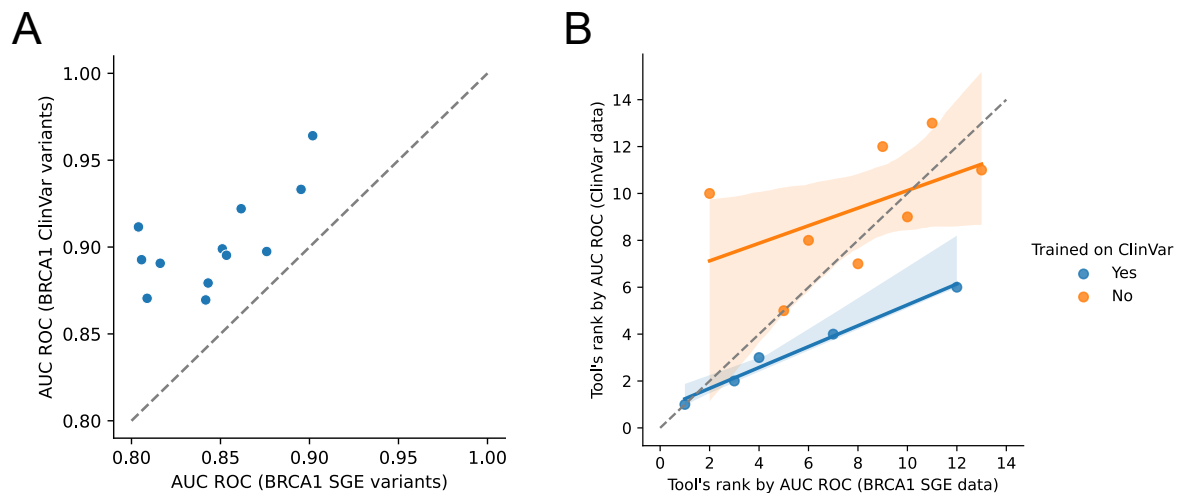 A
1.00
0.95
0.90
0.85
0.80
0.80 0.85 0.90 0.95 1.00
AUC ROC (BRCA1 ClinVar variants)
AUC ROC (BRCA1 SGE variants)
B
14
12
10
8
6
4
2
0
0 2 4 6 8 10 12 14
Tool's rank by AUC ROC (ClinVar data)
Tool's rank by AUC ROC (BRCA1 SGE data)
Trained on ClinVar
Yes
No